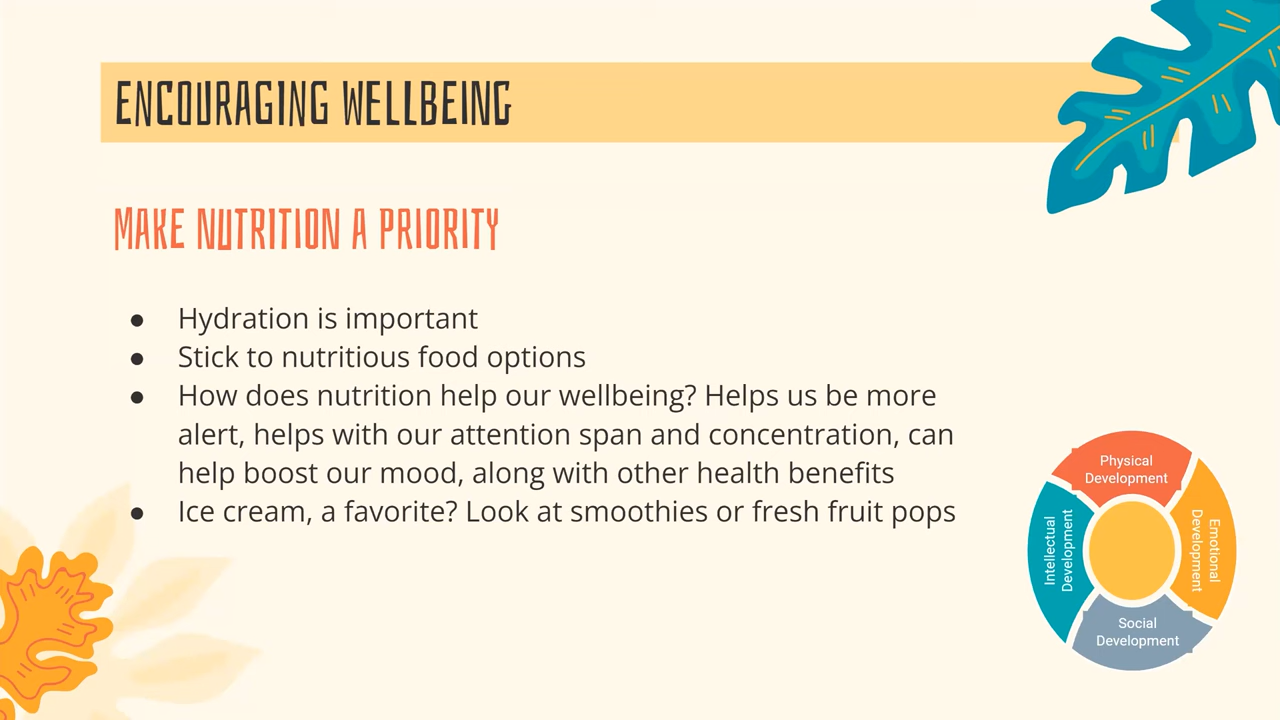 ENCOURAGING WELLBEING
MAKE NUTRITION A PRIORITY
● Hydration is important
● Stick to nutritious food options
● How does nutrition help our wellbeing? Helps us be more
alert, helps with our attention span and concentration, can
help boost our mood, along with other health benefits
● Ice cream, a favorite? Look at smoothies or fresh fruit pops
Physical
Development
Intellectual
Development
Emotional
Development
Social
Development